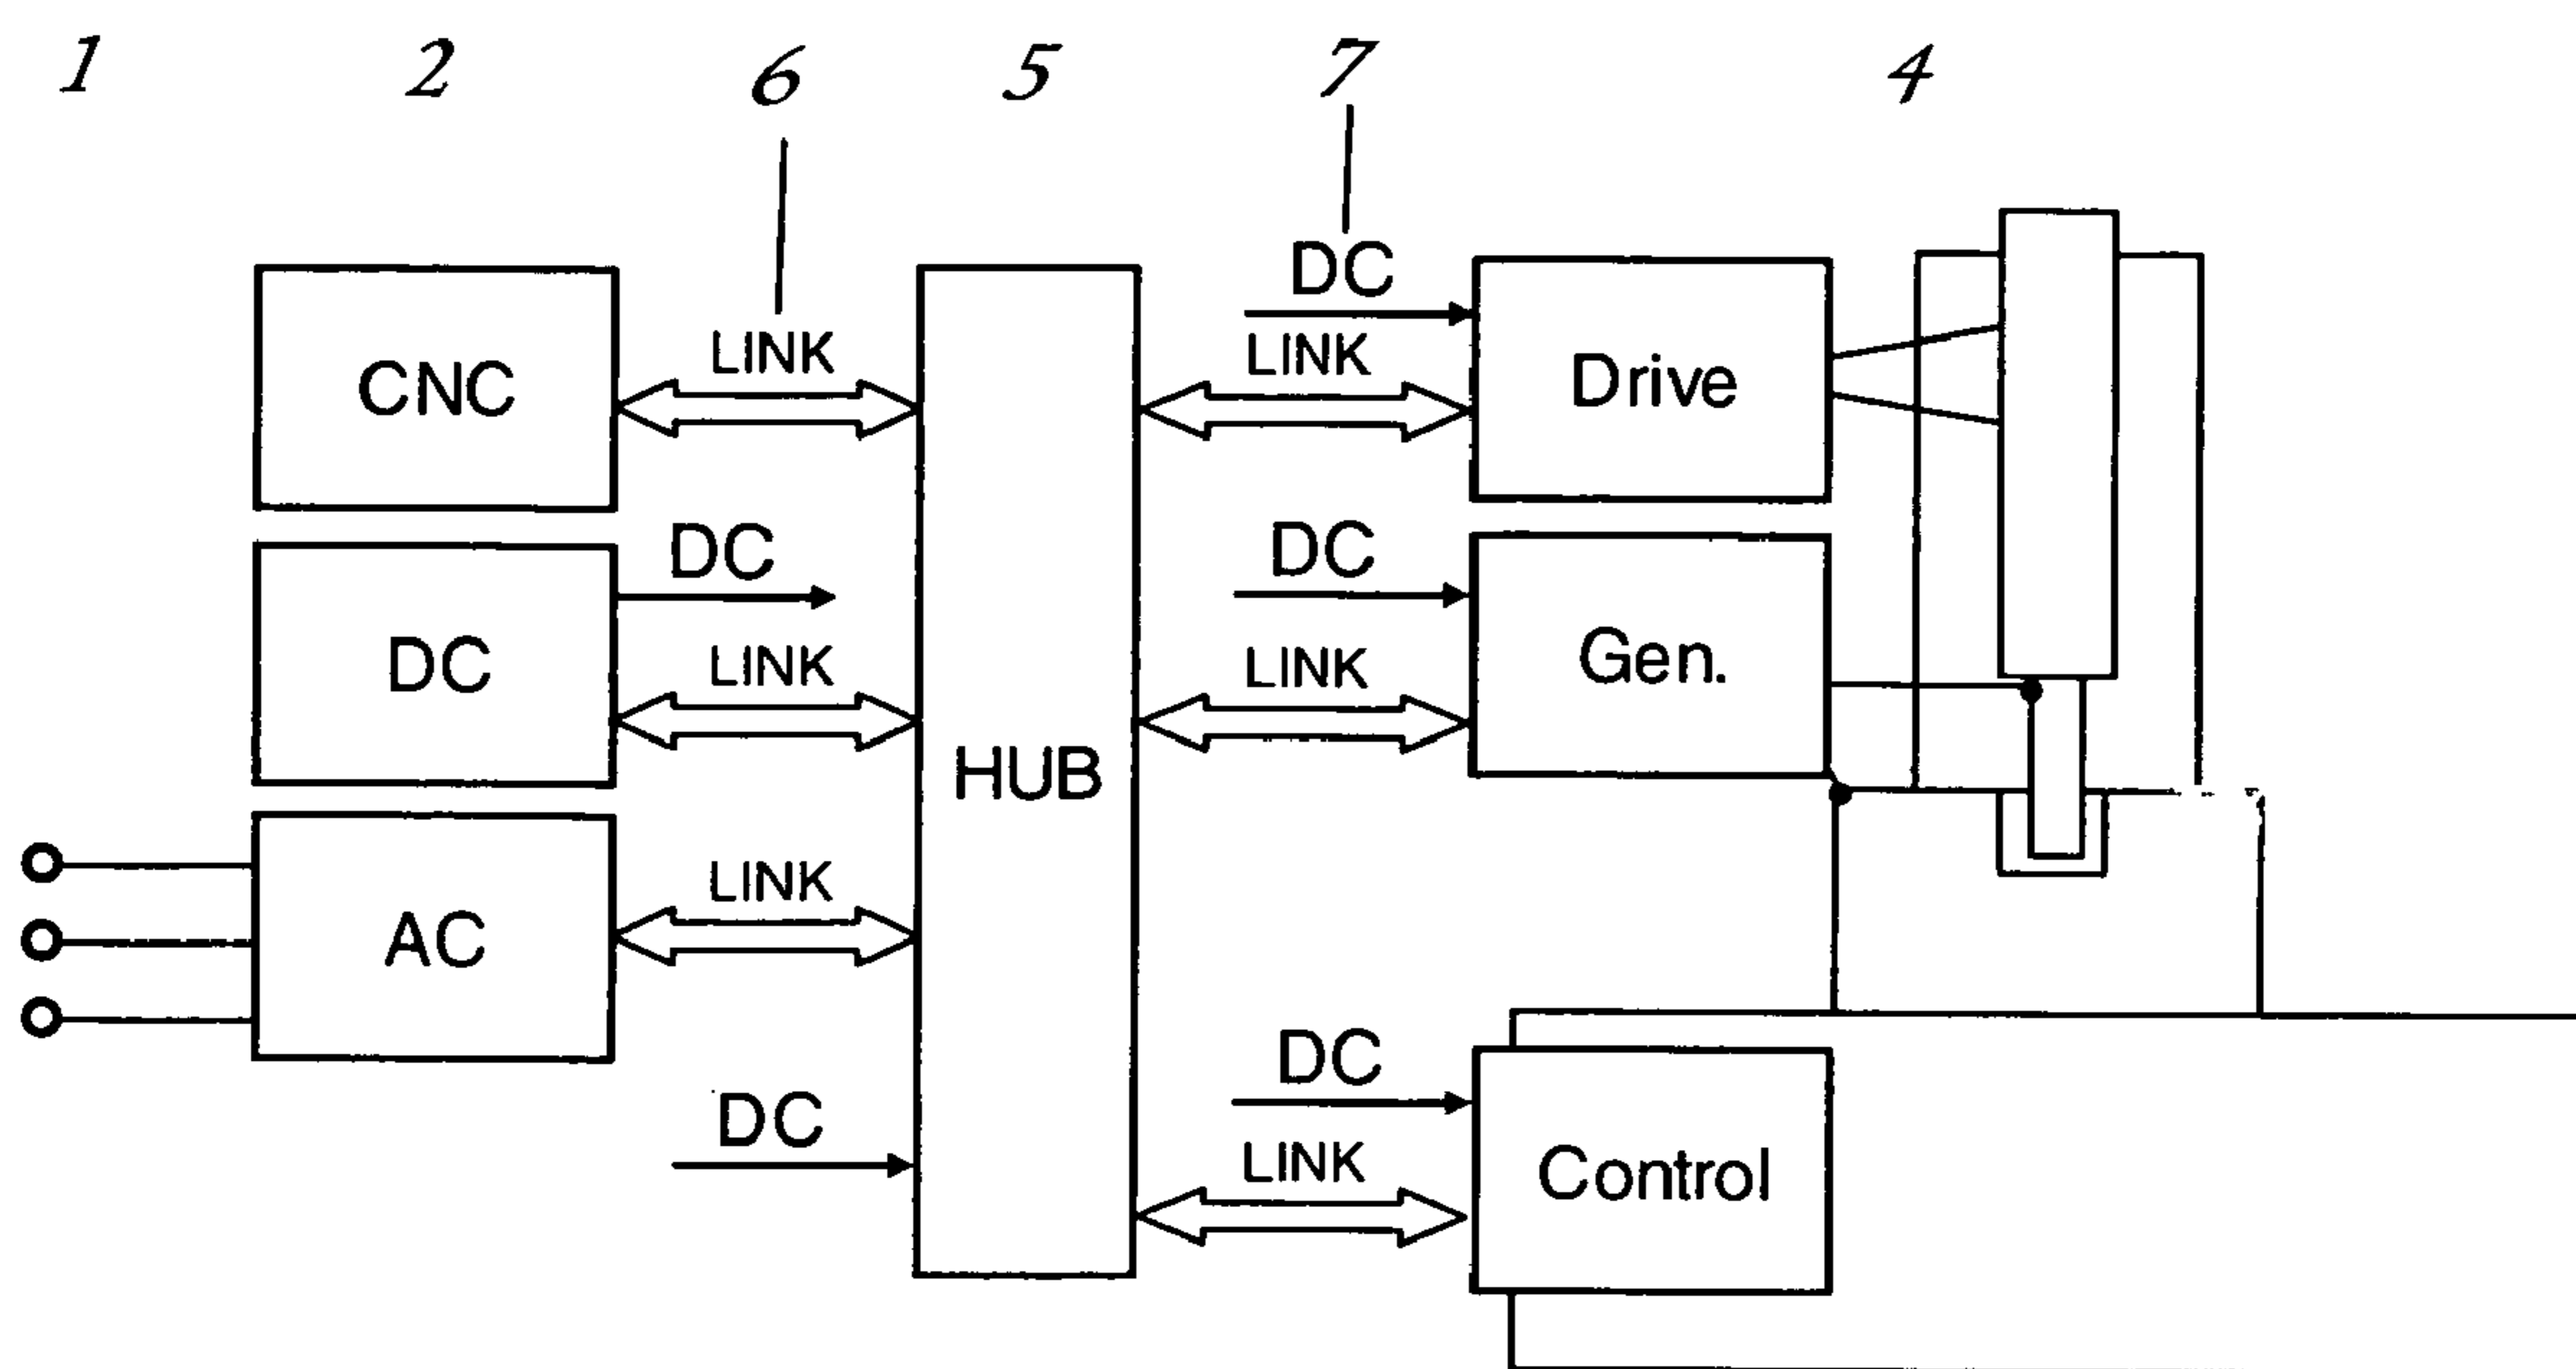 1 2 6 5 7 4
DC
LINK LINK
CNC Drive
DC DC
LINK LINK
DC Gen.
HUB
LINK
AC
DC
DC
LINK
Control